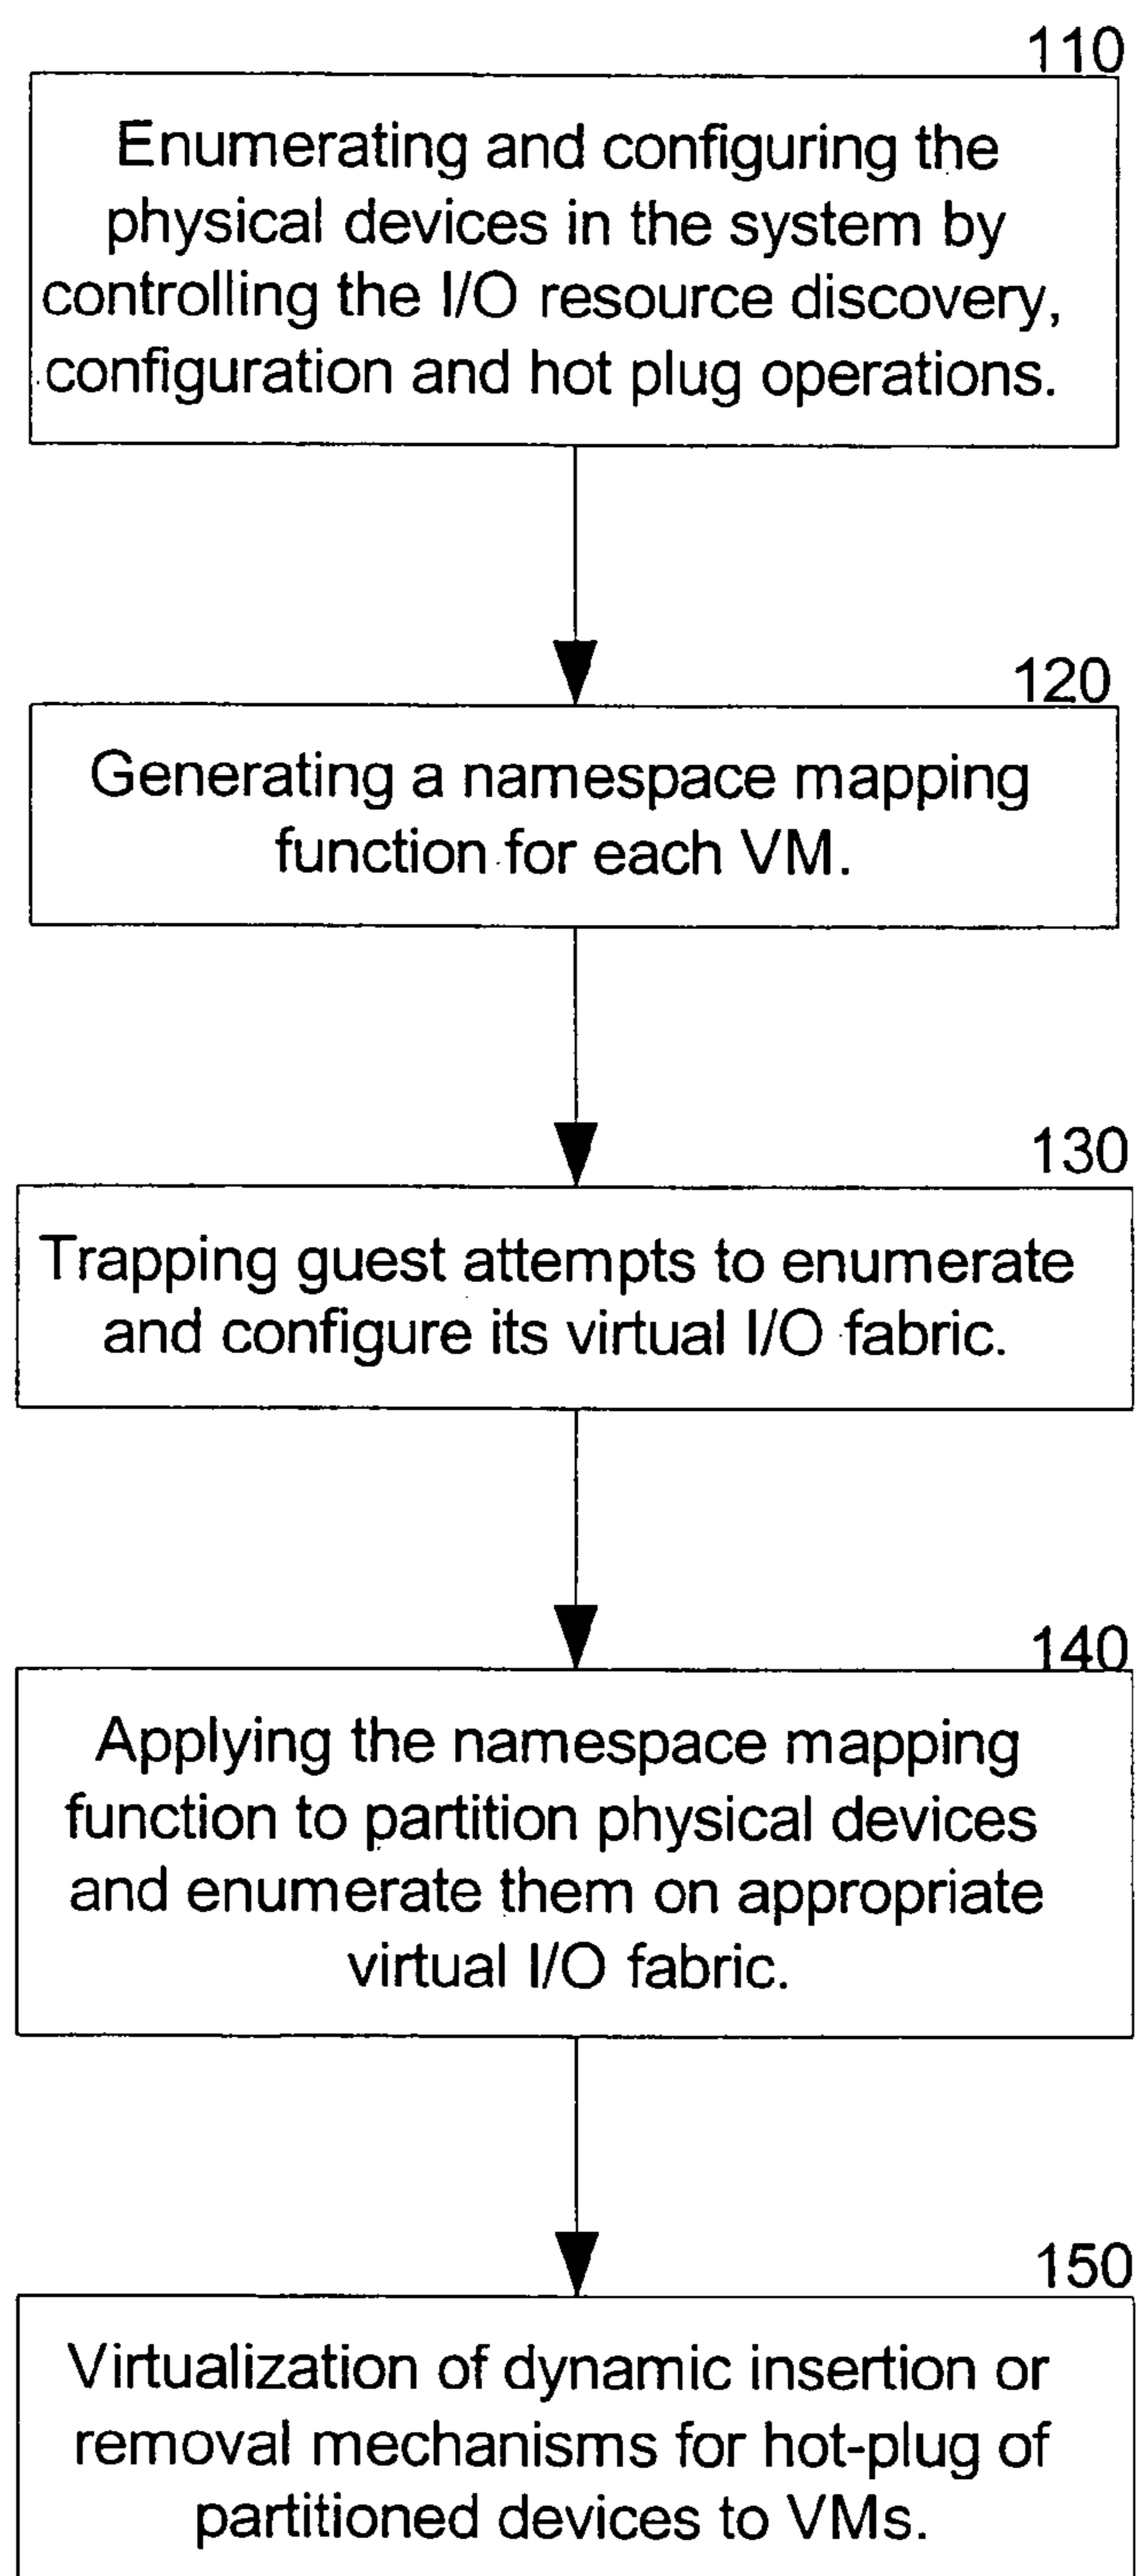 110
Enumerating and configuring the
physical devices in the system by
controlling the I/O resource discovery,
configuration and hot plug operations.
120
Generating a namespace mapping
function for each VM.
130
Trapping guest attempts to enumerate
and configure its virtual I/O fabric.
140
Applying the namespace mapping
function to partition physical devices
and enumerate them on appropriate
virtual I/O fabric.
150
Virtualization of dynamic insertion or
removal mechanisms for hot-plug of
partitioned devices to VMs.